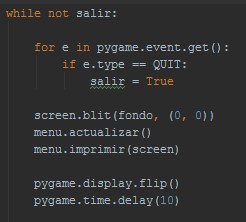 while not salir:
for e in pygame.event.get():
if e.type == QUIT:
salir = True
screen.blit(fondo, (0, 0))
menu.actualizar()
menu.imprimir(screen)
pygame.display.flip()
pygame.time.delay(10)